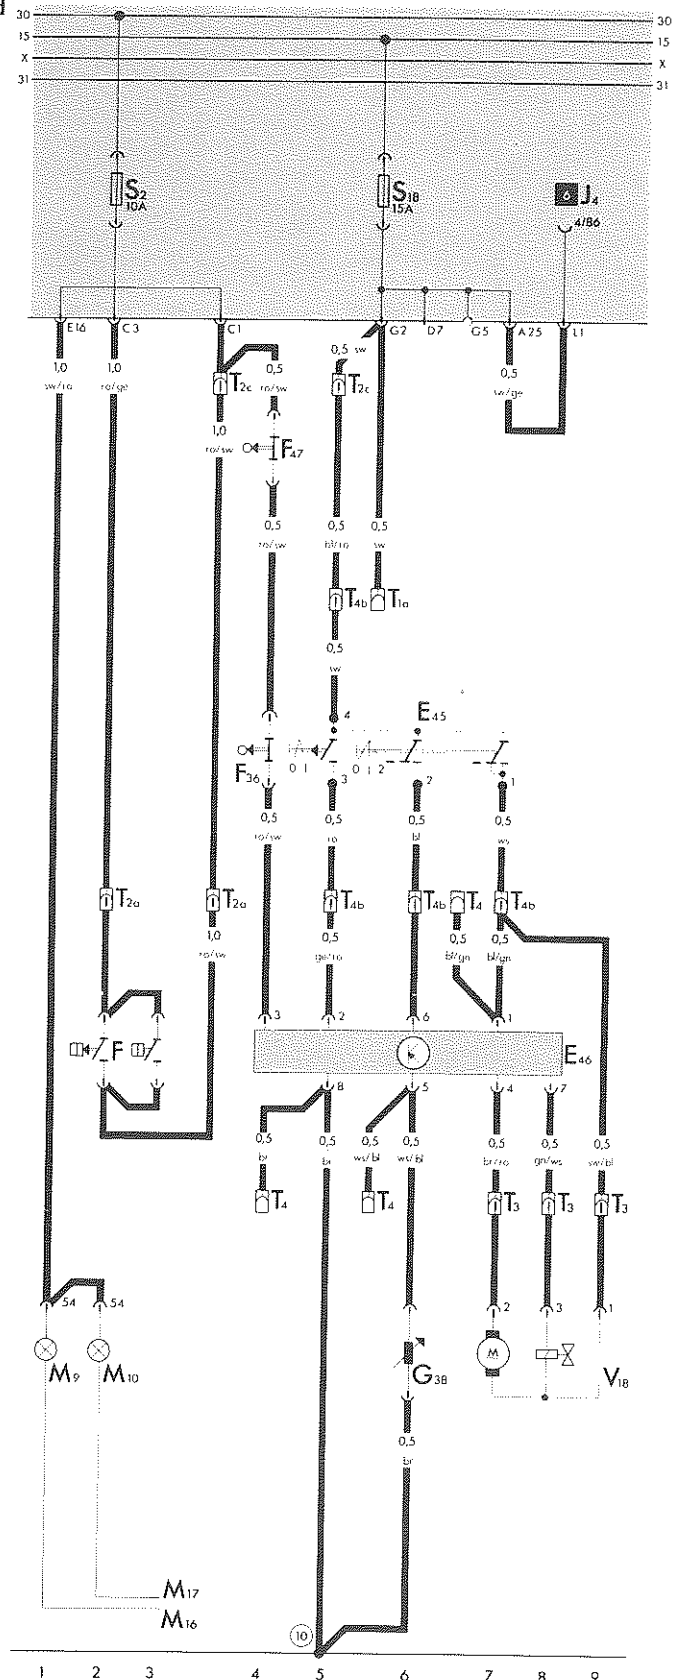 30 30
15 15
X X
31 31
S2
10A
S18
15A
J4
4/86
E16 C3 C1 G2 D7 G5 A25 L1
1,0 1,0 0,5 0,5 sw 0,5
sw/ro ro/ge T2c ro/sw T2c sw/ge
1,0
ro/sw F47
0,5 0,5 0,5
ro/sw bl/ro sw
T4b T1a
0,5
sw
4 E45
F36 0 1 0 1 2
3 2 1
0,5 0,5 0,5 0,5
ro/sw ro bl ws
T2a T2a T4b T4b T4 T4b
1,0 0,5 0,5 0,5
ro/sw ge/ro bl/gn bl/gn
3 2 6 1
F E46
8 5 4 7
0,5 0,5 0,5 0,5 0,5 0,5 0,5
br br ws/bl ws/bl br/ro gn/ws sw/bl
T4 T4 T3 T3 T3
54 54 2 3 1
M
M9 M10 G38 V18
0,5
br
M17
M16
10
1 2 3 4 5 6 7 8 9